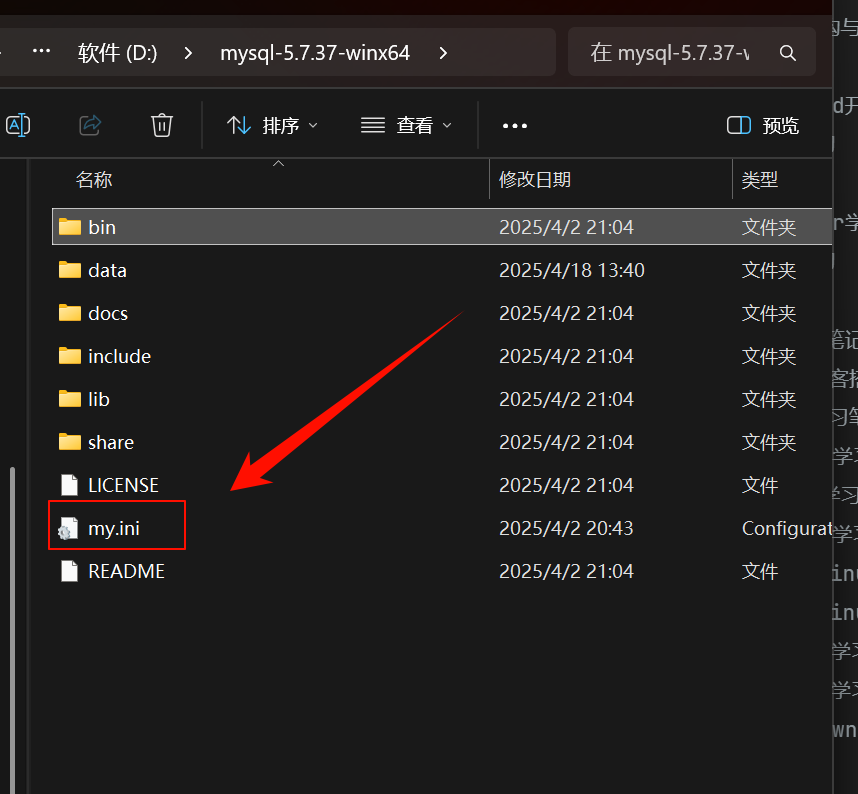 … 软件 (D:) > mysql-5.7.37-winx64 > 在 mysql-5.7.37-
排序 查看 … 预览
名称 修改日期 类型
bin 2025/4/2 21:04 文件夹
data 2025/4/18 13:40 文件夹
docs 2025/4/2 21:04 文件夹
include 2025/4/2 21:04 文件夹
lib 2025/4/2 21:04 文件夹
share 2025/4/2 21:04 文件夹
LICENSE 2025/4/2 21:04 文件
my.ini 2025/4/2 20:43 Configurat
README 2025/4/2 21:04 文件